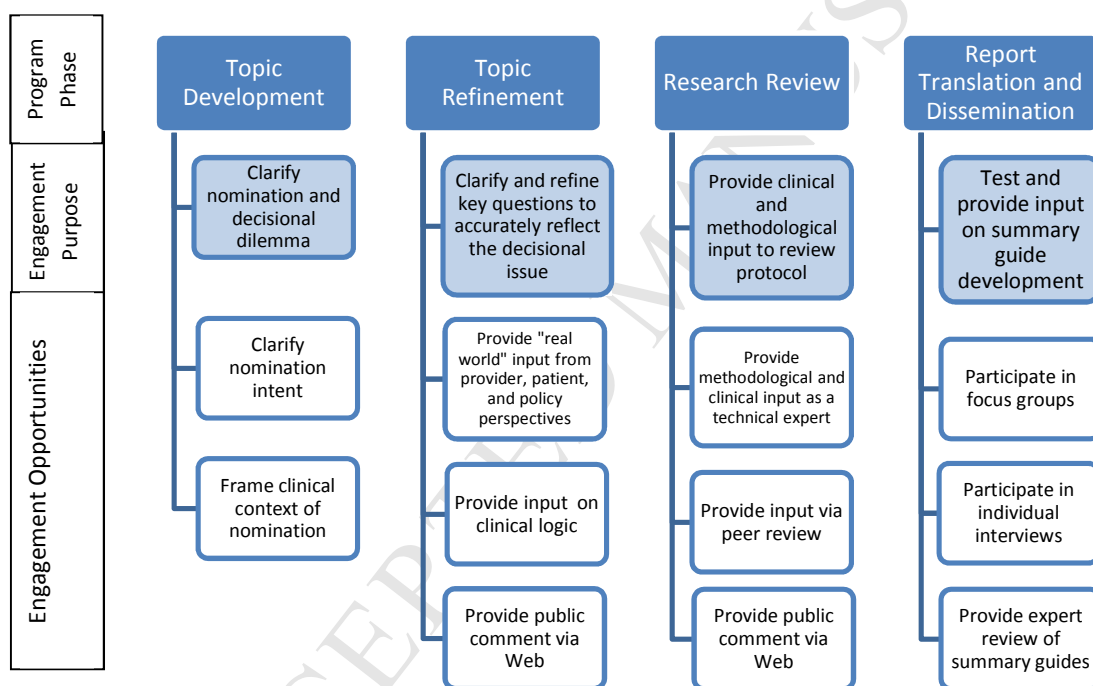 Program
Phase
Topic
Development
Topic
Refinement
Research Review
Report
Translation and
Dissemination
Engagement
Purpose
Clarify
nomination and
decisional
dilemma
Clarify and refine
key questions to
accurately reflect
the decisional
issue
Provide clinical
and
methodological
input to review
protocol
Test and
provide input
on summary
guide
development
Engagement Opportunities
Clarify
nomination
intent
Provide "real
world" input from
provider, patient,
and policy
perspectives
Provide
methodological and
clinical input as a
technical expert
Participate in
focus groups
Frame clinical
context of
nomination
Provide input on
clinical logic
Provide input via
peer review
Participate in
individual
interviews
Provide public
comment via
Web
Provide public
comment via
Web
Provide expert
review of
summary guides